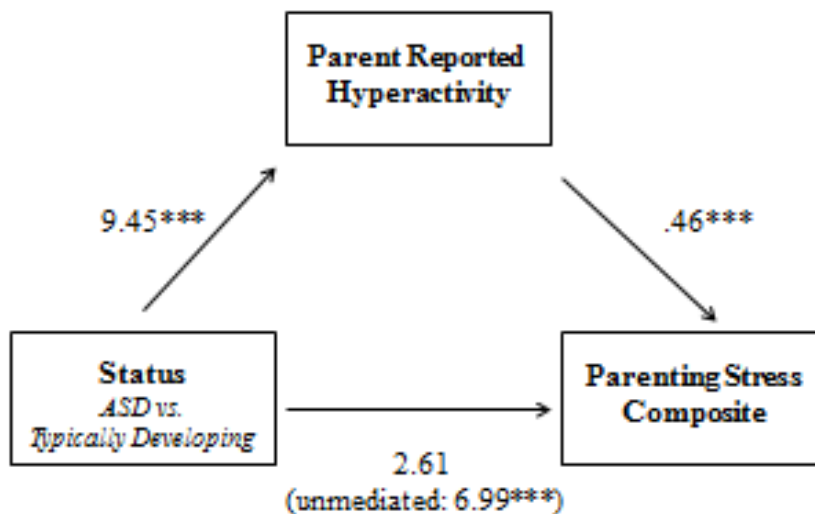 Parent Reported
Hyperactivity
9.45***
.46***
Status
ASD vs.
Typically Developing
Parenting Stress
Composite
2.61
(unmediated: 6.99***)